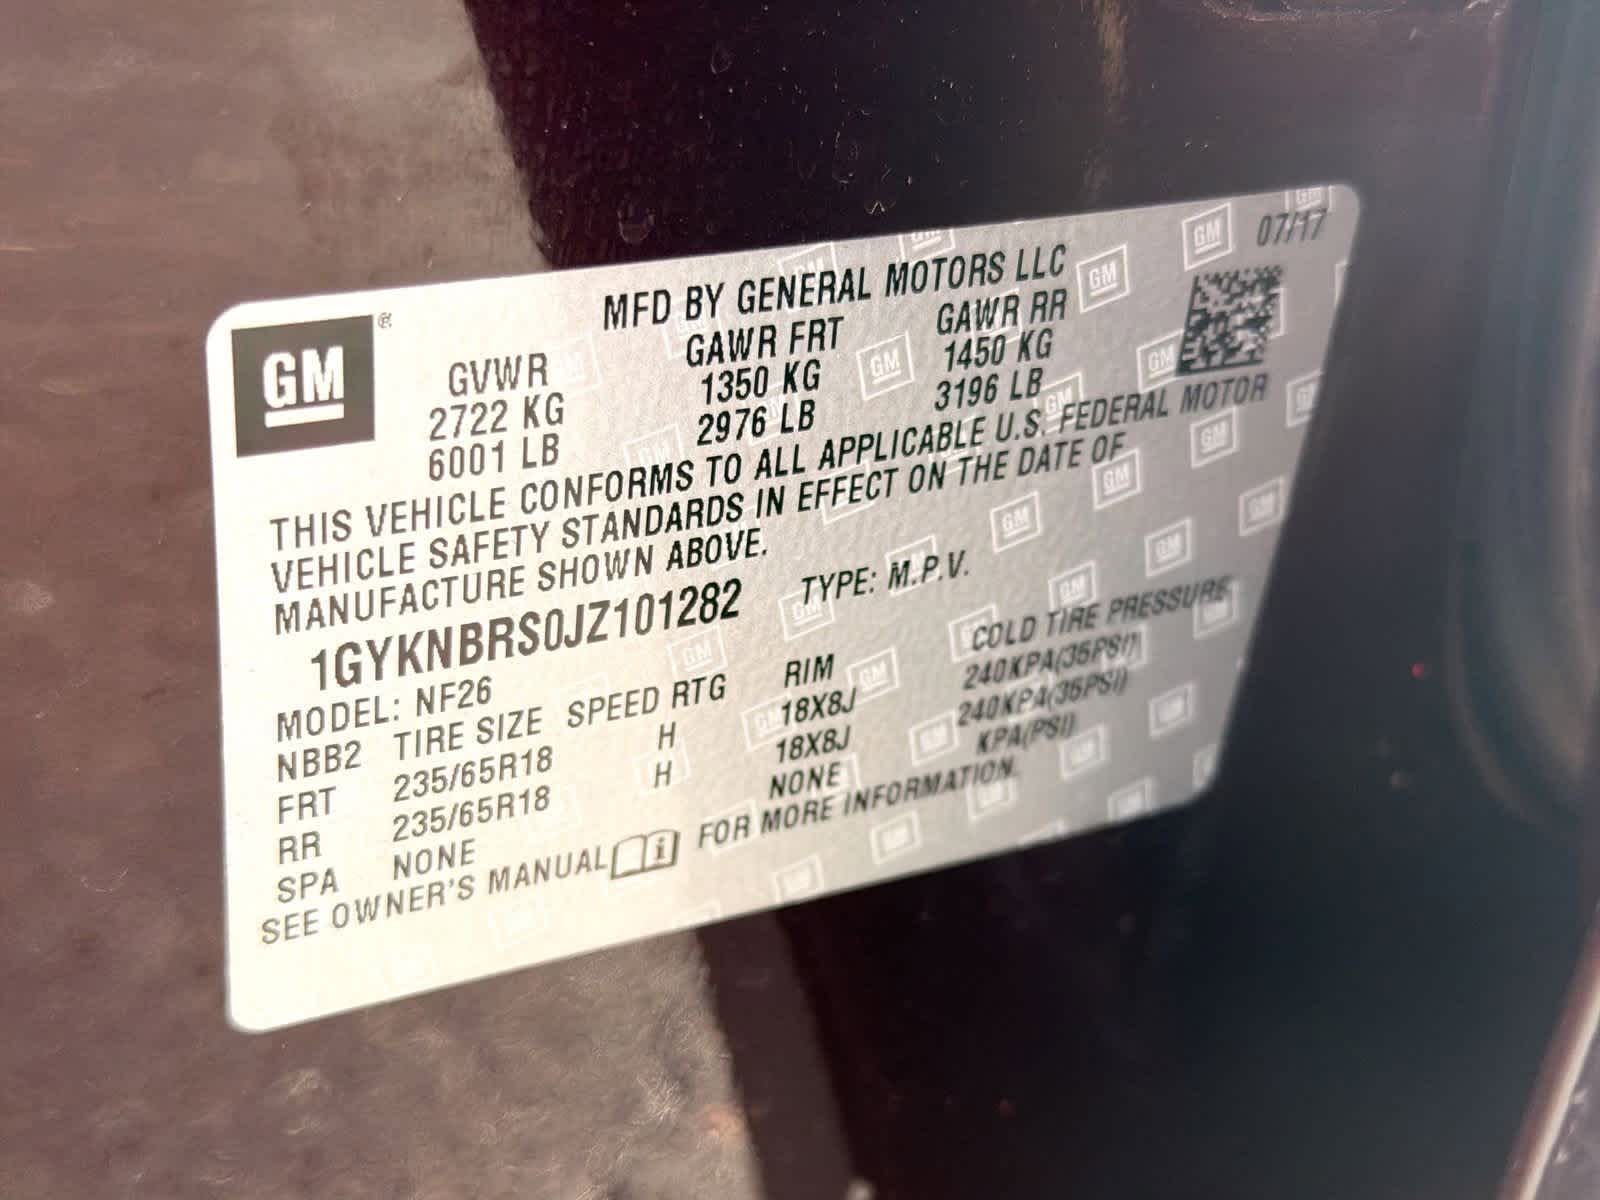 07/17
MFD BY GENERAL MOTORS LLC
GM ®
GVWR GAWR FRT GAWR RR
2722 KG 1350 KG 1450 KG
6001 LB 2976 LB 3196 LB
THIS VEHICLE CONFORMS TO ALL APPLICABLE U.S. FEDERAL MOTOR
VEHICLE SAFETY STANDARDS IN EFFECT ON THE DATE OF
MANUFACTURE SHOWN ABOVE.
1GYKNBRS0JZ101282 TYPE: M.P.V.
MODEL: NF26
NBB2 TIRE SIZE SPEED RTG RIM COLD TIRE PRESSURE
FRT 235/65R18 H 18X8J 240KPA(35PSI)
RR 235/65R18 H 18X8J 240KPA(35PSI)
SPA NONE NONE KPA(PSI)
SEE OWNER'S MANUAL i FOR MORE INFORMATION.